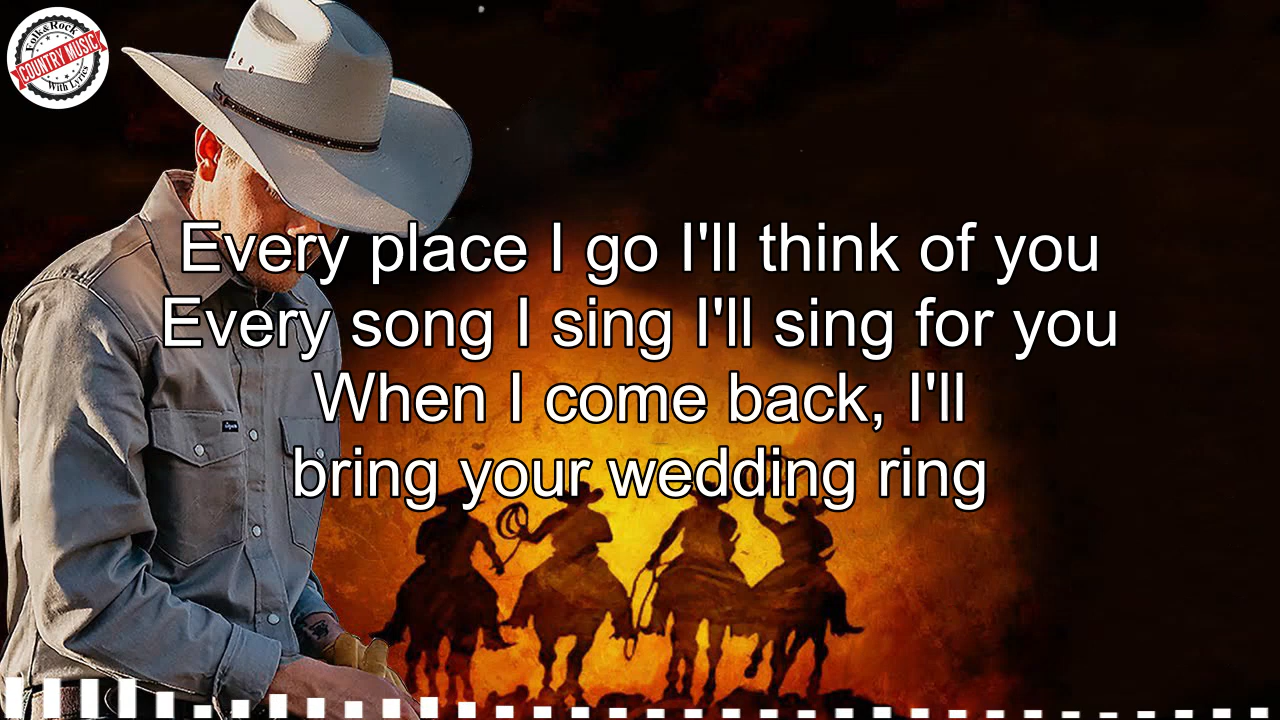 Folk&Rock
COUNTRY MUSIC
With Lyrics
Every place I go I'll think of you
Every song I sing I'll sing for you
When I come back, I'll
bring your wedding ring